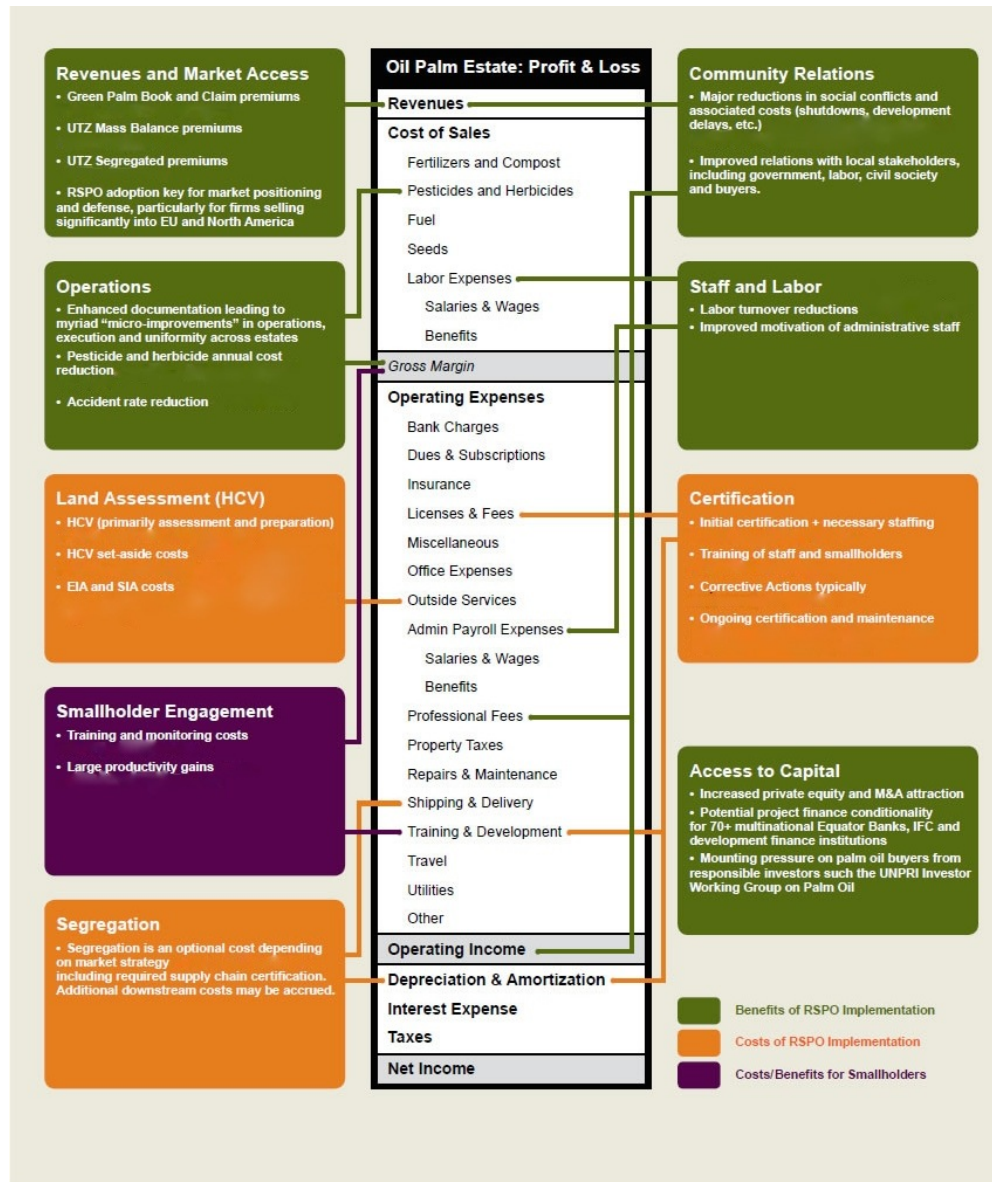 Revenues and Market Access
• Green Palm Book and Claim premiums
• UTZ Mass Balance premiums
• UTZ Segregated premiums
• RSPO adoption key for market positioning
and defense, particularly for firms selling
significantly into EU and North America
Operations
• Enhanced documentation leading to
myriad “micro-improvements” in operations,
execution and uniformity across estates
• Pesticide and herbicide annual cost
reduction
• Accident rate reduction
Land Assessment (HCV)
• HCV (primarily assessment and preparation)
• HCV set-aside costs
• EIA and SIA costs
Smallholder Engagement
• Training and monitoring costs
• Large productivity gains
Segregation
• Segregation is an optional cost depending
on market strategy
including required supply chain certification.
Additional downstream costs may be accrued.
Oil Palm Estate: Profit & Loss
Revenues
Cost of Sales
Fertilizers and Compost
Pesticides and Herbicides
Fuel
Seeds
Labor Expenses
Salaries & Wages
Benefits
Gross Margin
Operating Expenses
Bank Charges
Dues & Subscriptions
Insurance
Licenses & Fees
Miscellaneous
Office Expenses
Outside Services
Admin Payroll Expenses
Salaries & Wages
Benefits
Professional Fees
Property Taxes
Repairs & Maintenance
Shipping & Delivery
Training & Development
Travel
Utilities
Other
Operating Income
Depreciation & Amortization
Interest Expense
Taxes
Net Income
Community Relations
• Major reductions in social conflicts and
associated costs (shutdowns, development
delays, etc.)
• Improved relations with local stakeholders,
including government, labor, civil society
and buyers.
Staff and Labor
• Labor turnover reductions
• Improved motivation of administrative staff
Certification
• Initial certification + necessary staffing
• Training of staff and smallholders
• Corrective Actions typically
• Ongoing certification and maintenance
Access to Capital
• Increased private equity and M&A attraction
• Potential project finance conditionality
for 70+ multinational Equator Banks, IFC and
development finance institutions
• Mounting pressure on palm oil buyers from
responsible investors such the UNPRI Investor
Working Group on Palm Oil
Benefits of RSPO Implementation
Costs of RSPO Implementation
Costs/Benefits for Smallholders